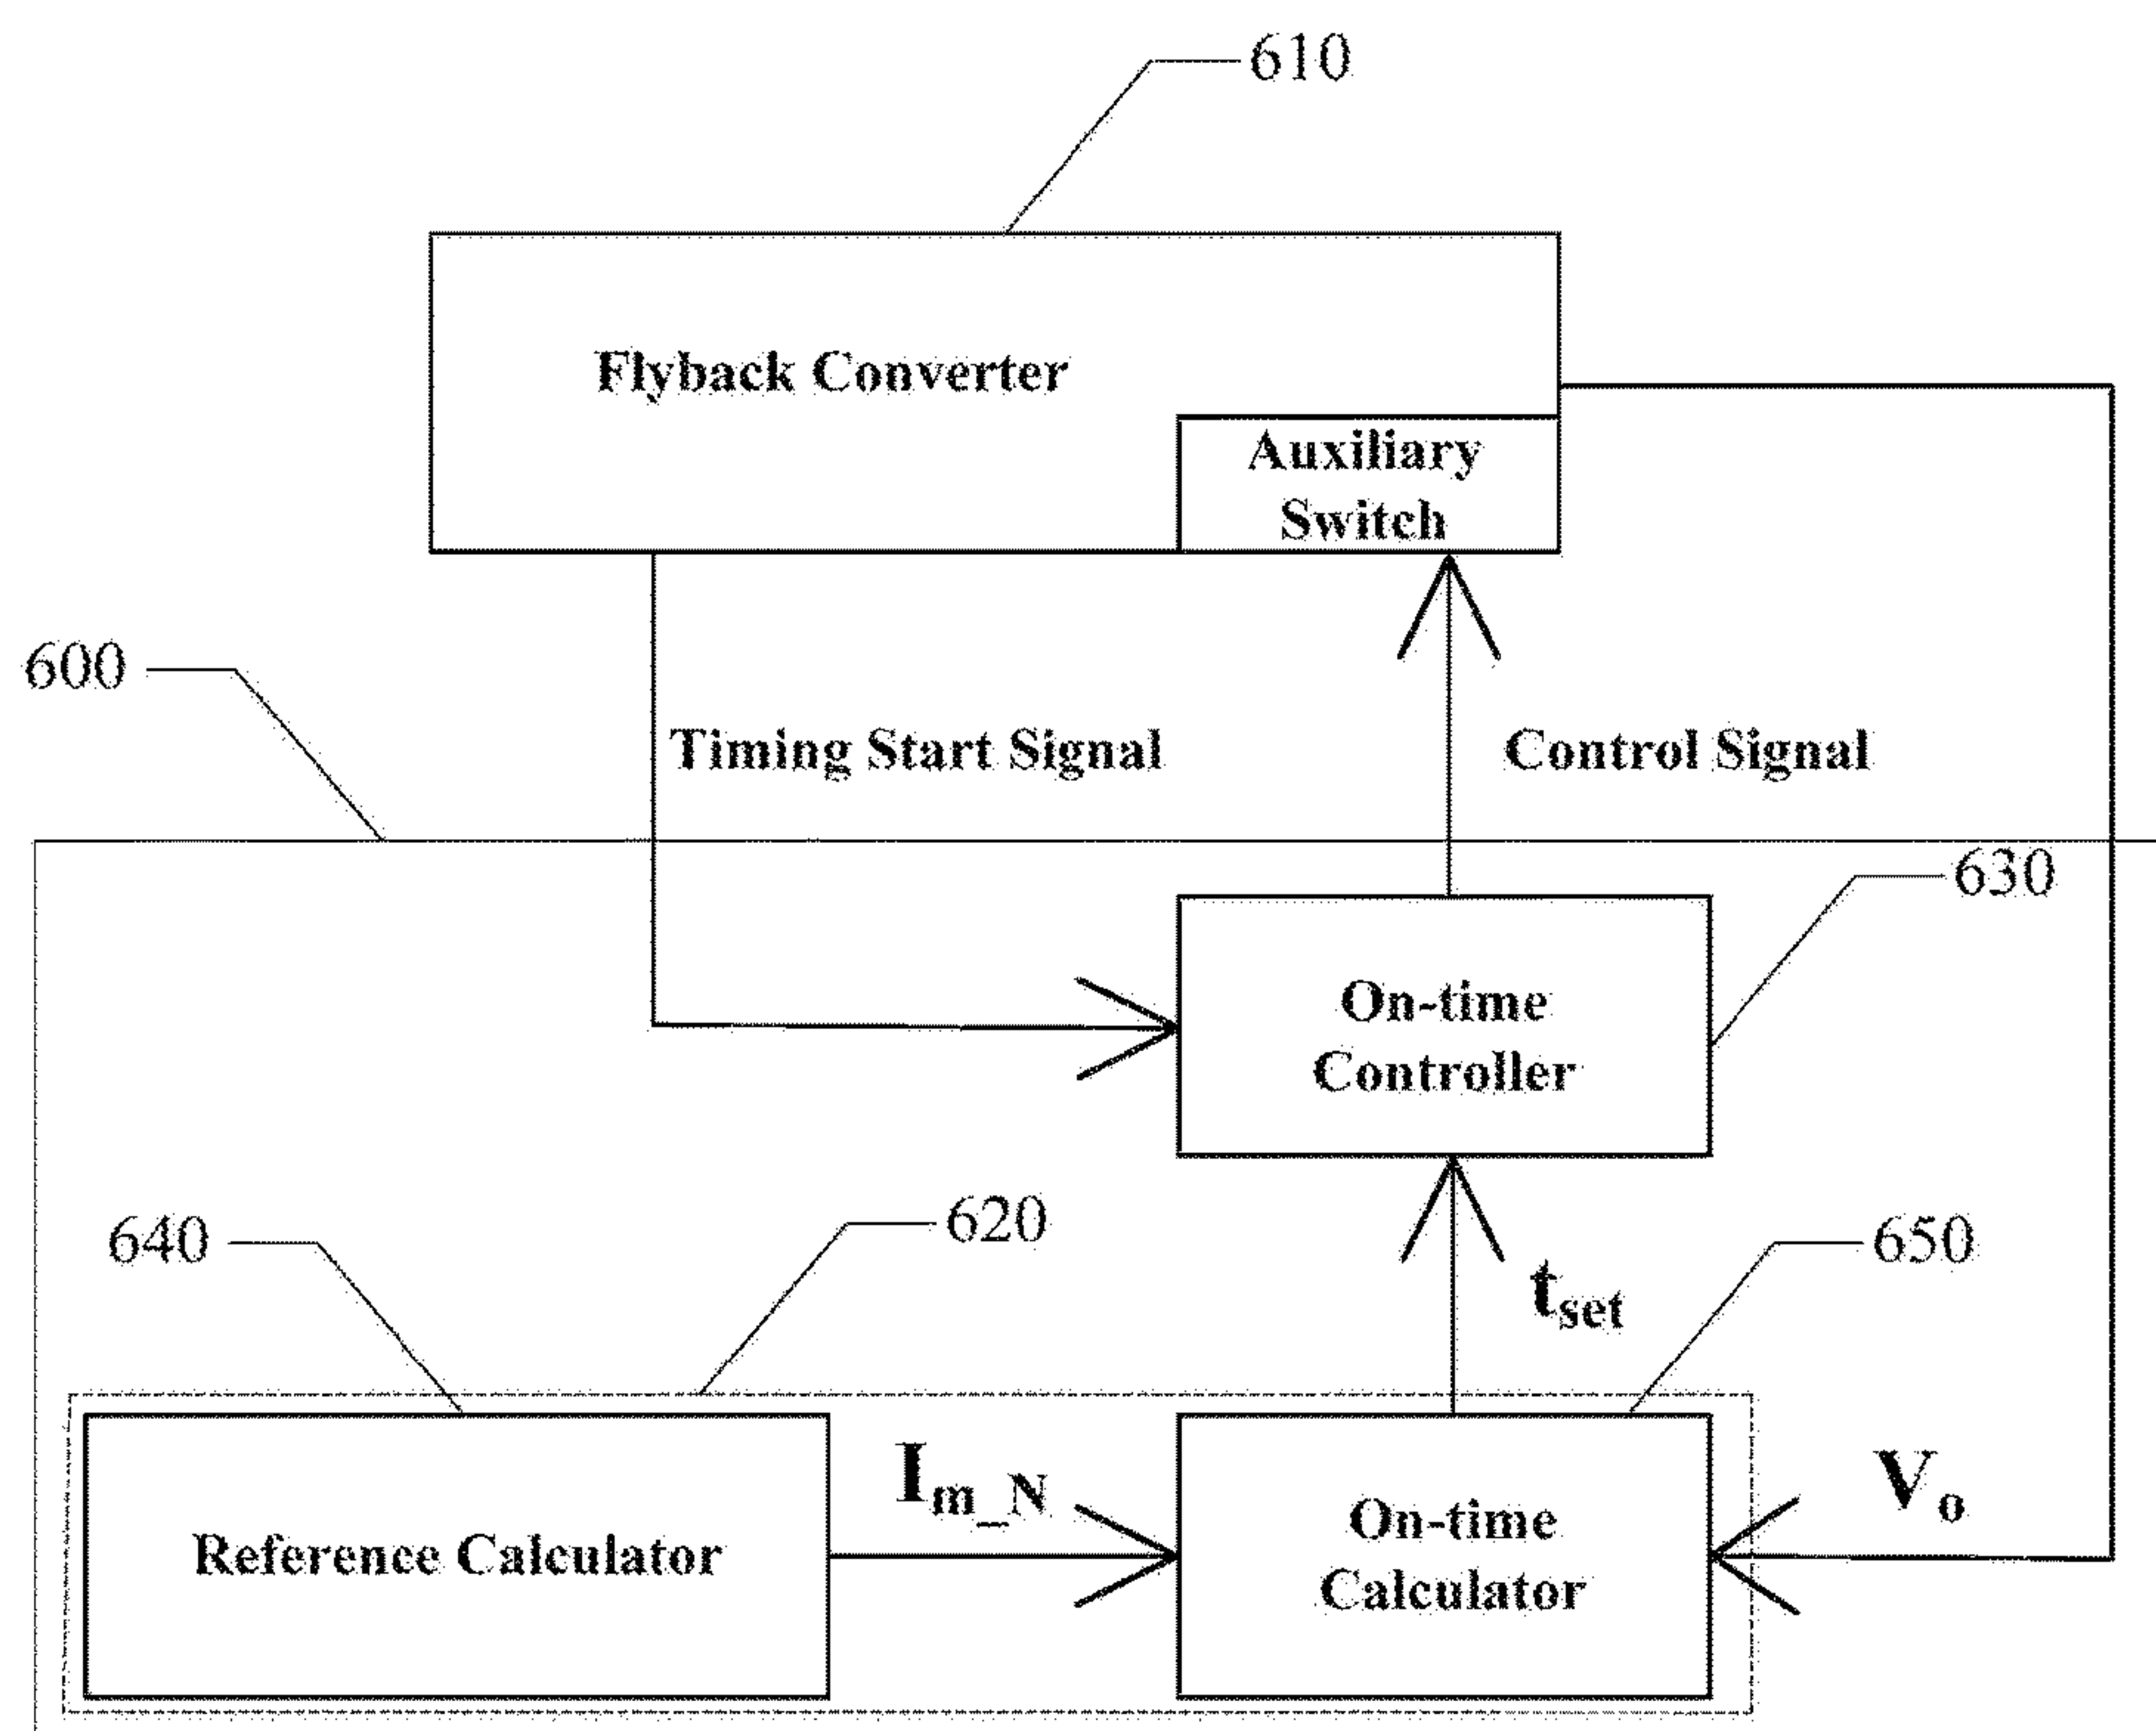 610
Flyback Converter
Auxiliary
Switch
600
Timing Start Signal
Control Signal
630
On-time
Controller
620
640
650
tset
Im_N
Vo
Reference Calculator
On-time
Calculator